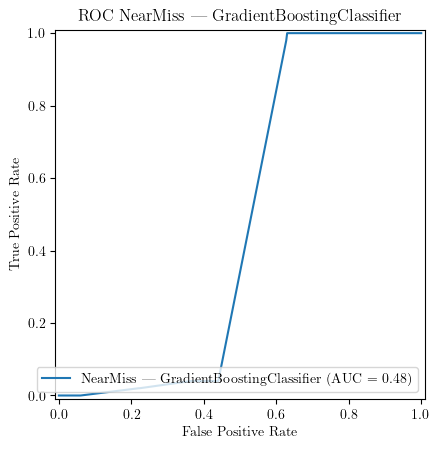 ROC NearMiss — GradientBoostingClassifier
1.0
0.8
0.6
0.4
0.2
0.0
True Positive Rate
NearMiss — GradientBoostingClassifier (AUC = 0.48)
0.0 0.2 0.4 0.6 0.8 1.0
False Positive Rate